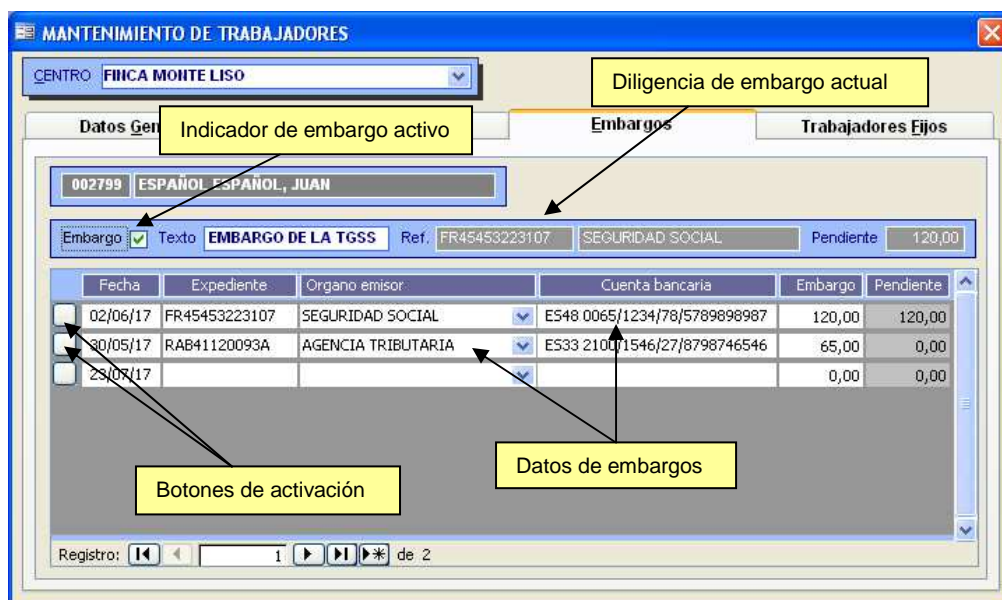 MANTENIMIENTO DE TRABAJADORES
CENTRO FINCA MONTE LISO
Diligencia de embargo actual
Datos Gen
Indicador de embargo activo
Embargos
Trabajadores Fijos
002799 ESPAÑOL ESPAÑOL, JUAN
Embargo Texto EMBARGO DE LA TGSS Ref. FR45453223107 SEGURIDAD SOCIAL Pendiente 120,00
Fecha Expediente Organo emisor Cuenta bancaria Embargo Pendiente
02/06/17 FR45453223107 SEGURIDAD SOCIAL ES48 0065/1234/78/5789898987 120,00 120,00
30/05/17 RAB41120093A AGENCIA TRIBUTARIA ES33 2100/1546/27/8798746546 65,00 0,00
23/07/17 0,00 0,00
Datos de embargos
Botones de activación
Registro: 1 de 2